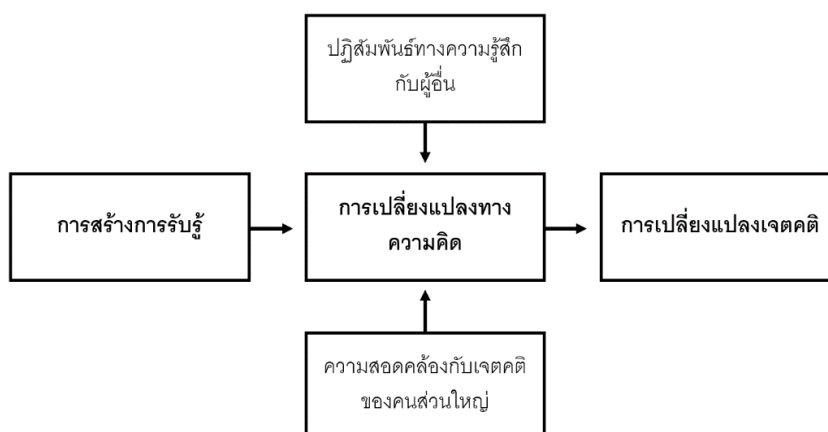 ปฏิสัมพันธ์ทางความรู้สึก
กับผู้อื่น
การสร้างการรับรู้
การเปลี่ยงแปลงทาง
ความคิด
การเปลี่ยงแปลงเจตคติ
ความสอดคล้องกับเจตคติ
ของคนส่วนใหญ่